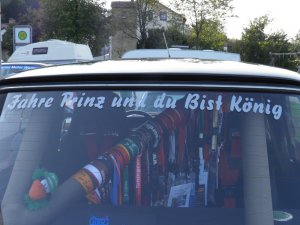 Fahre Prinz und du Bist König